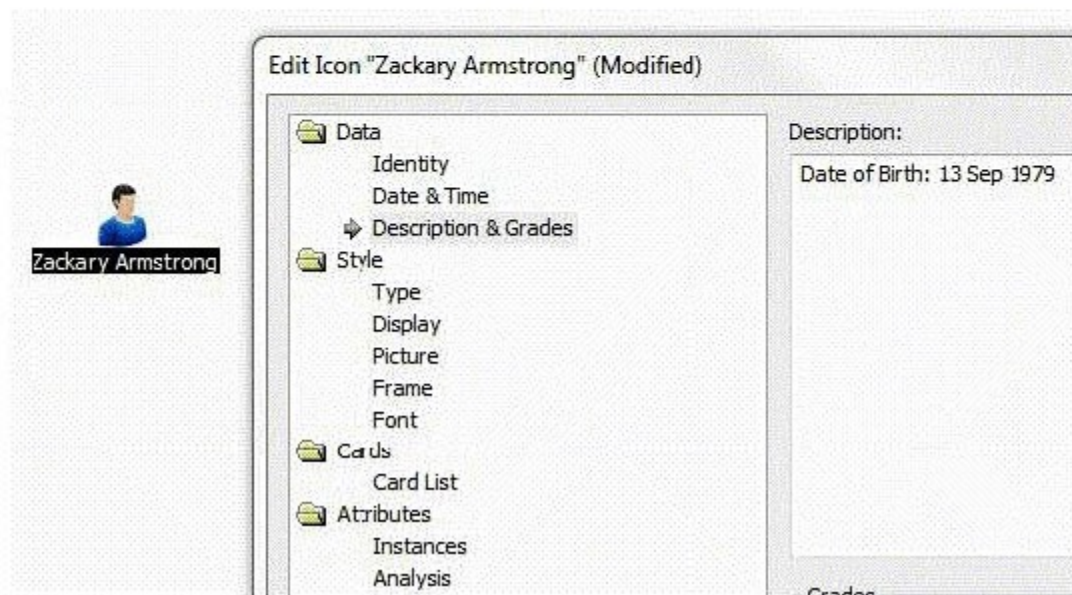 Edit Icon "Zackary Armstrong" (Modified)
Zackary Armstrong
Data
Identity
Date & Time
Description & Grades
Style
Type
Display
Picture
Frame
Font
Cards
Card List
Attributes
Instances
Analysis
Description:
Date of Birth: 13 Sep 1979
Grades